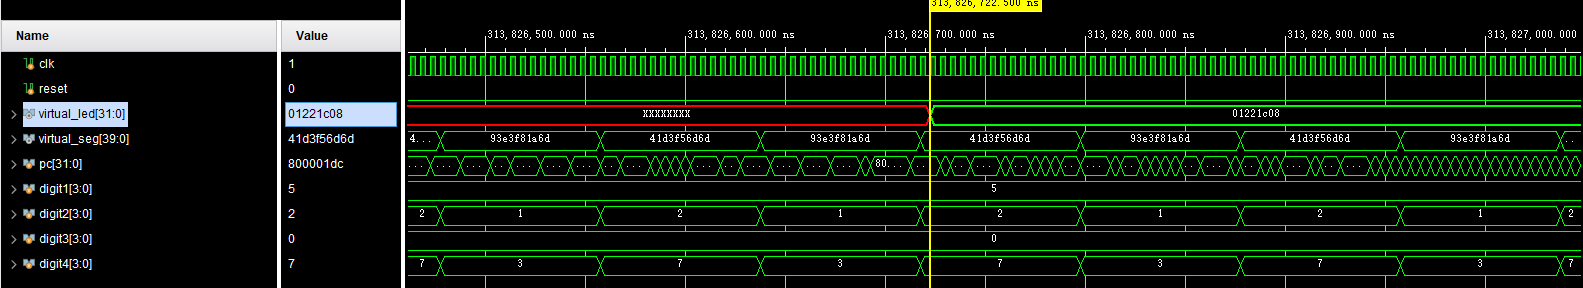 313,826,722.500 ns
Name Value
313,826,500.000 ns 313,826,600.000 ns 313,826,700.000 ns 313,826,800.000 ns 313,826,900.000 ns 313,827,000.000
clk 1
reset 0
virtual_led[31:0] 01221c08 XXXXXXXX 01221c08
virtual_seg[39:0] 41d3f56d6d 4... 93e3f81a6d 41d3f56d6d 93e3f81a6d 41d3f56d6d 93e3f81a6d 41d3f56d6d 93e3f81a6d ..
pc[31:0] 800001dc 80...
digit1[3:0] 5 5
digit2[3:0] 2 2 1 2 1 2 1 2 1 2
digit3[3:0] 0 0
digit4[3:0] 7 7 3 7 3 7 3 7 3 7